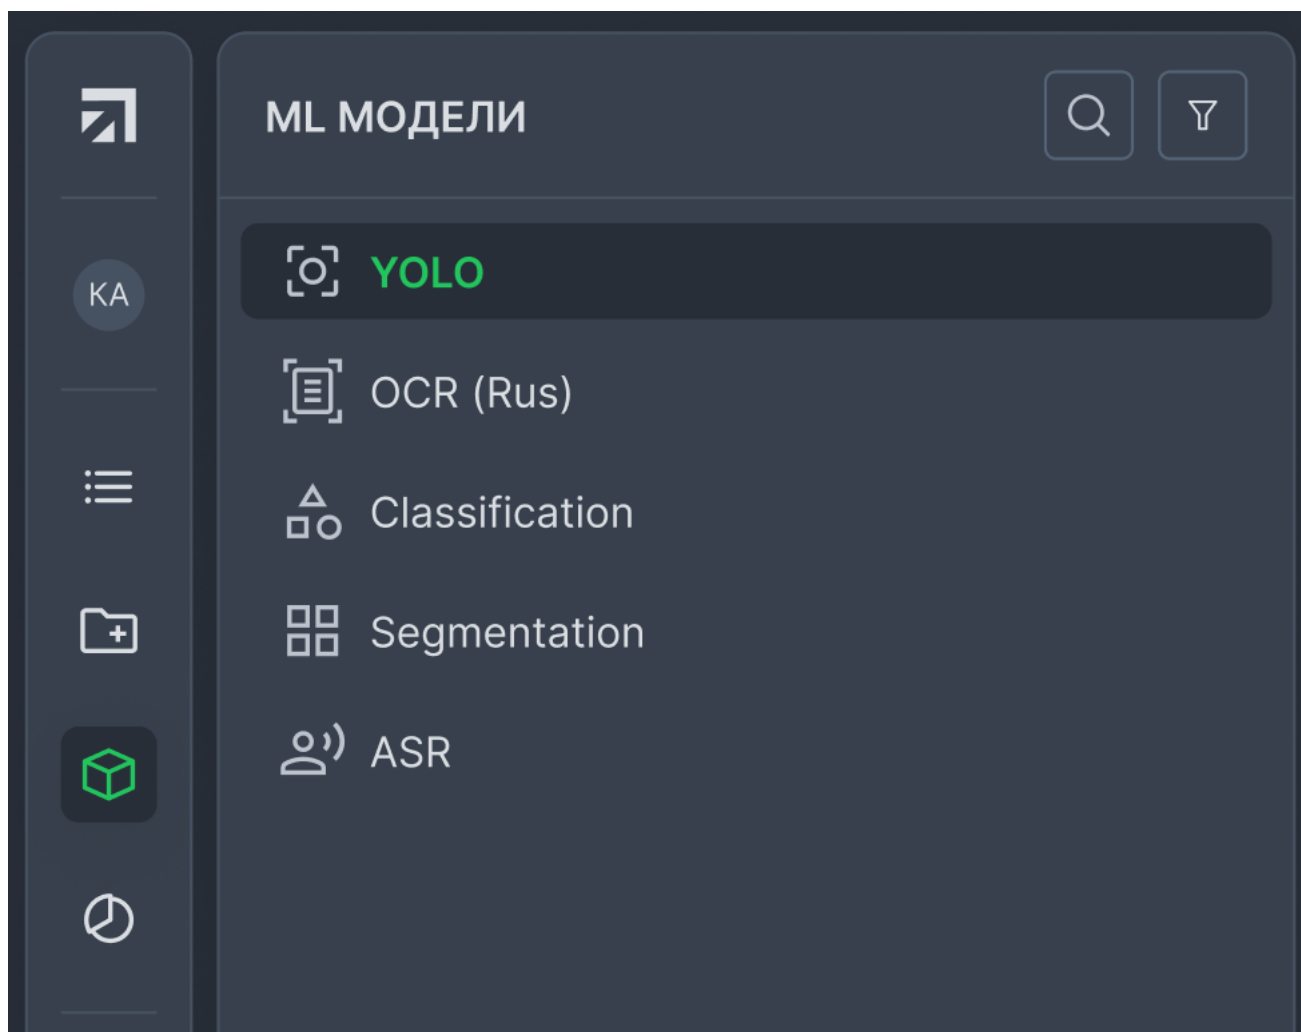 ML МОДЕЛИ
KA
YOLO
OCR (Rus)
Classification
Segmentation
ASR